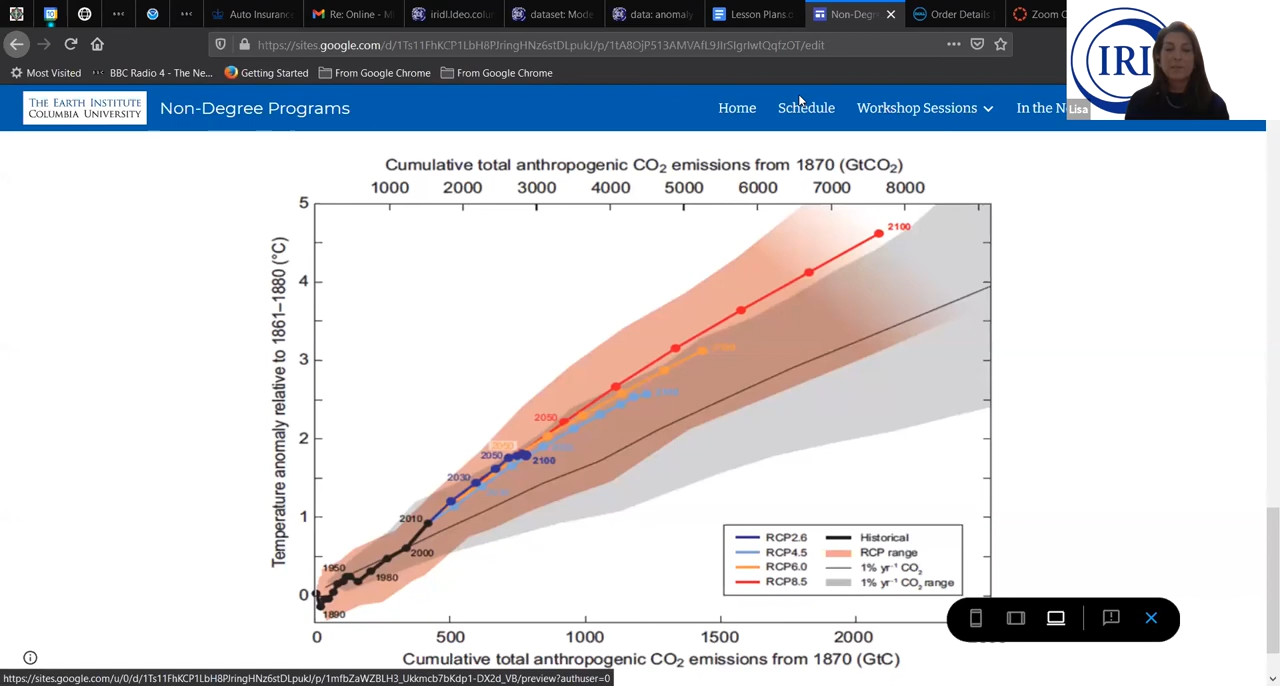 10
Auto Insurance
Re: Online - M
iridl.ldeo.colun
dataset: Mode
data: anomaly
Lesson Plans o
Non-Degre
Order Details
Zoom C
https://sites.google.com/d/1Ts11FhKCP1LbH8PJringHNz6stDLpukJ/p/1tA8OjP513AMVAfL9JIrSIgrIwtQqfzOT/edit
Most Visited
BBC Radio 4 - The Ne...
Getting Started
From Google Chrome
From Google Chrome
IRI
Lisa
THE EARTH INSTITUTE
COLUMBIA UNIVERSITY
Non-Degree Programs
Home
Schedule
Workshop Sessions
In the N
Cumulative total anthropogenic CO2 emissions from 1870 (GtCO2)
1000 2000 3000 4000 5000 6000 7000 8000
Temperature anomaly relative to 1861–1880 (°C)
5
4
3
2
1
0
2100
2100
2050
2050
2050
2100
2030
2010
2000
1950
1980
1890
RCP2.6
RCP4.5
RCP6.0
RCP8.5
Historical
RCP range
1% yr-1 CO2
1% yr-1 CO2 range
0 500 1000 1500 2000
Cumulative total anthropogenic CO2 emissions from 1870 (GtC)
https://sites.google.com/u/0/d/1Ts11FhKCP1LbH8PJringHNz6stDLpukJ/p/1mfbZaWZBLH3_Ukkmcb7bKdp1-DX2d_VB/preview?authuser=0